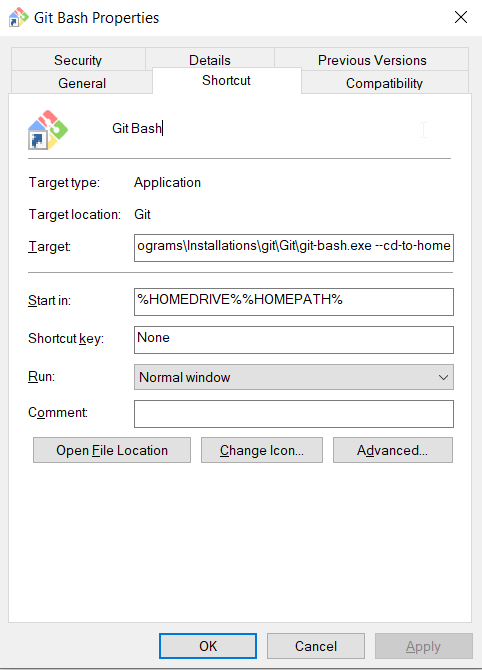 Git Bash Properties
Security Details Previous Versions
General Shortcut Compatibility
Git Bash
Target type: Application
Target location: Git
Target: ograms\Installations\git\Git\git-bash.exe --cd-to-home
Start in: %HOMEDRIVE%%HOMEPATH%
Shortcut key: None
Run: Normal window
Comment:
Open File Location Change Icon... Advanced...
OK Cancel Apply